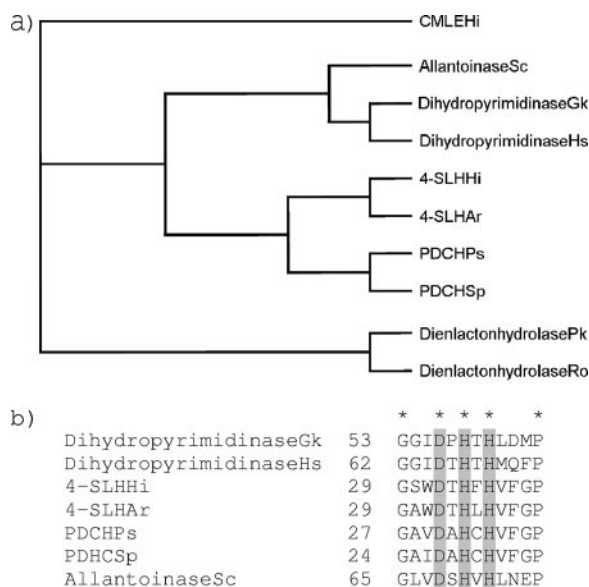 a)
CMLEHi
AllantoinaseSc
DihydropyrimidinaseGk
DihydropyrimidinaseHs
4-SLHHi
4-SLHAr
PDCHPs
PDCHSp
DienlactonhydrolasePk
DienlactonhydrolaseRo
b)
* * * * *
DihydropyrimidinaseGk 53 GGIDPHTHLDMP
DihydropyrimidinaseHs 62 GGIDTHTHMQFP
4-SLHHi 29 GSWDTHFHVFGP
4-SLHAr 29 GAWDTHLHVFGP
PDCHPs 27 GAVDAHCHVFGP
PDHCSp 24 GAIDAHCHVFGP
AllantoinaseSc 65 GLVDSHVHLNEP